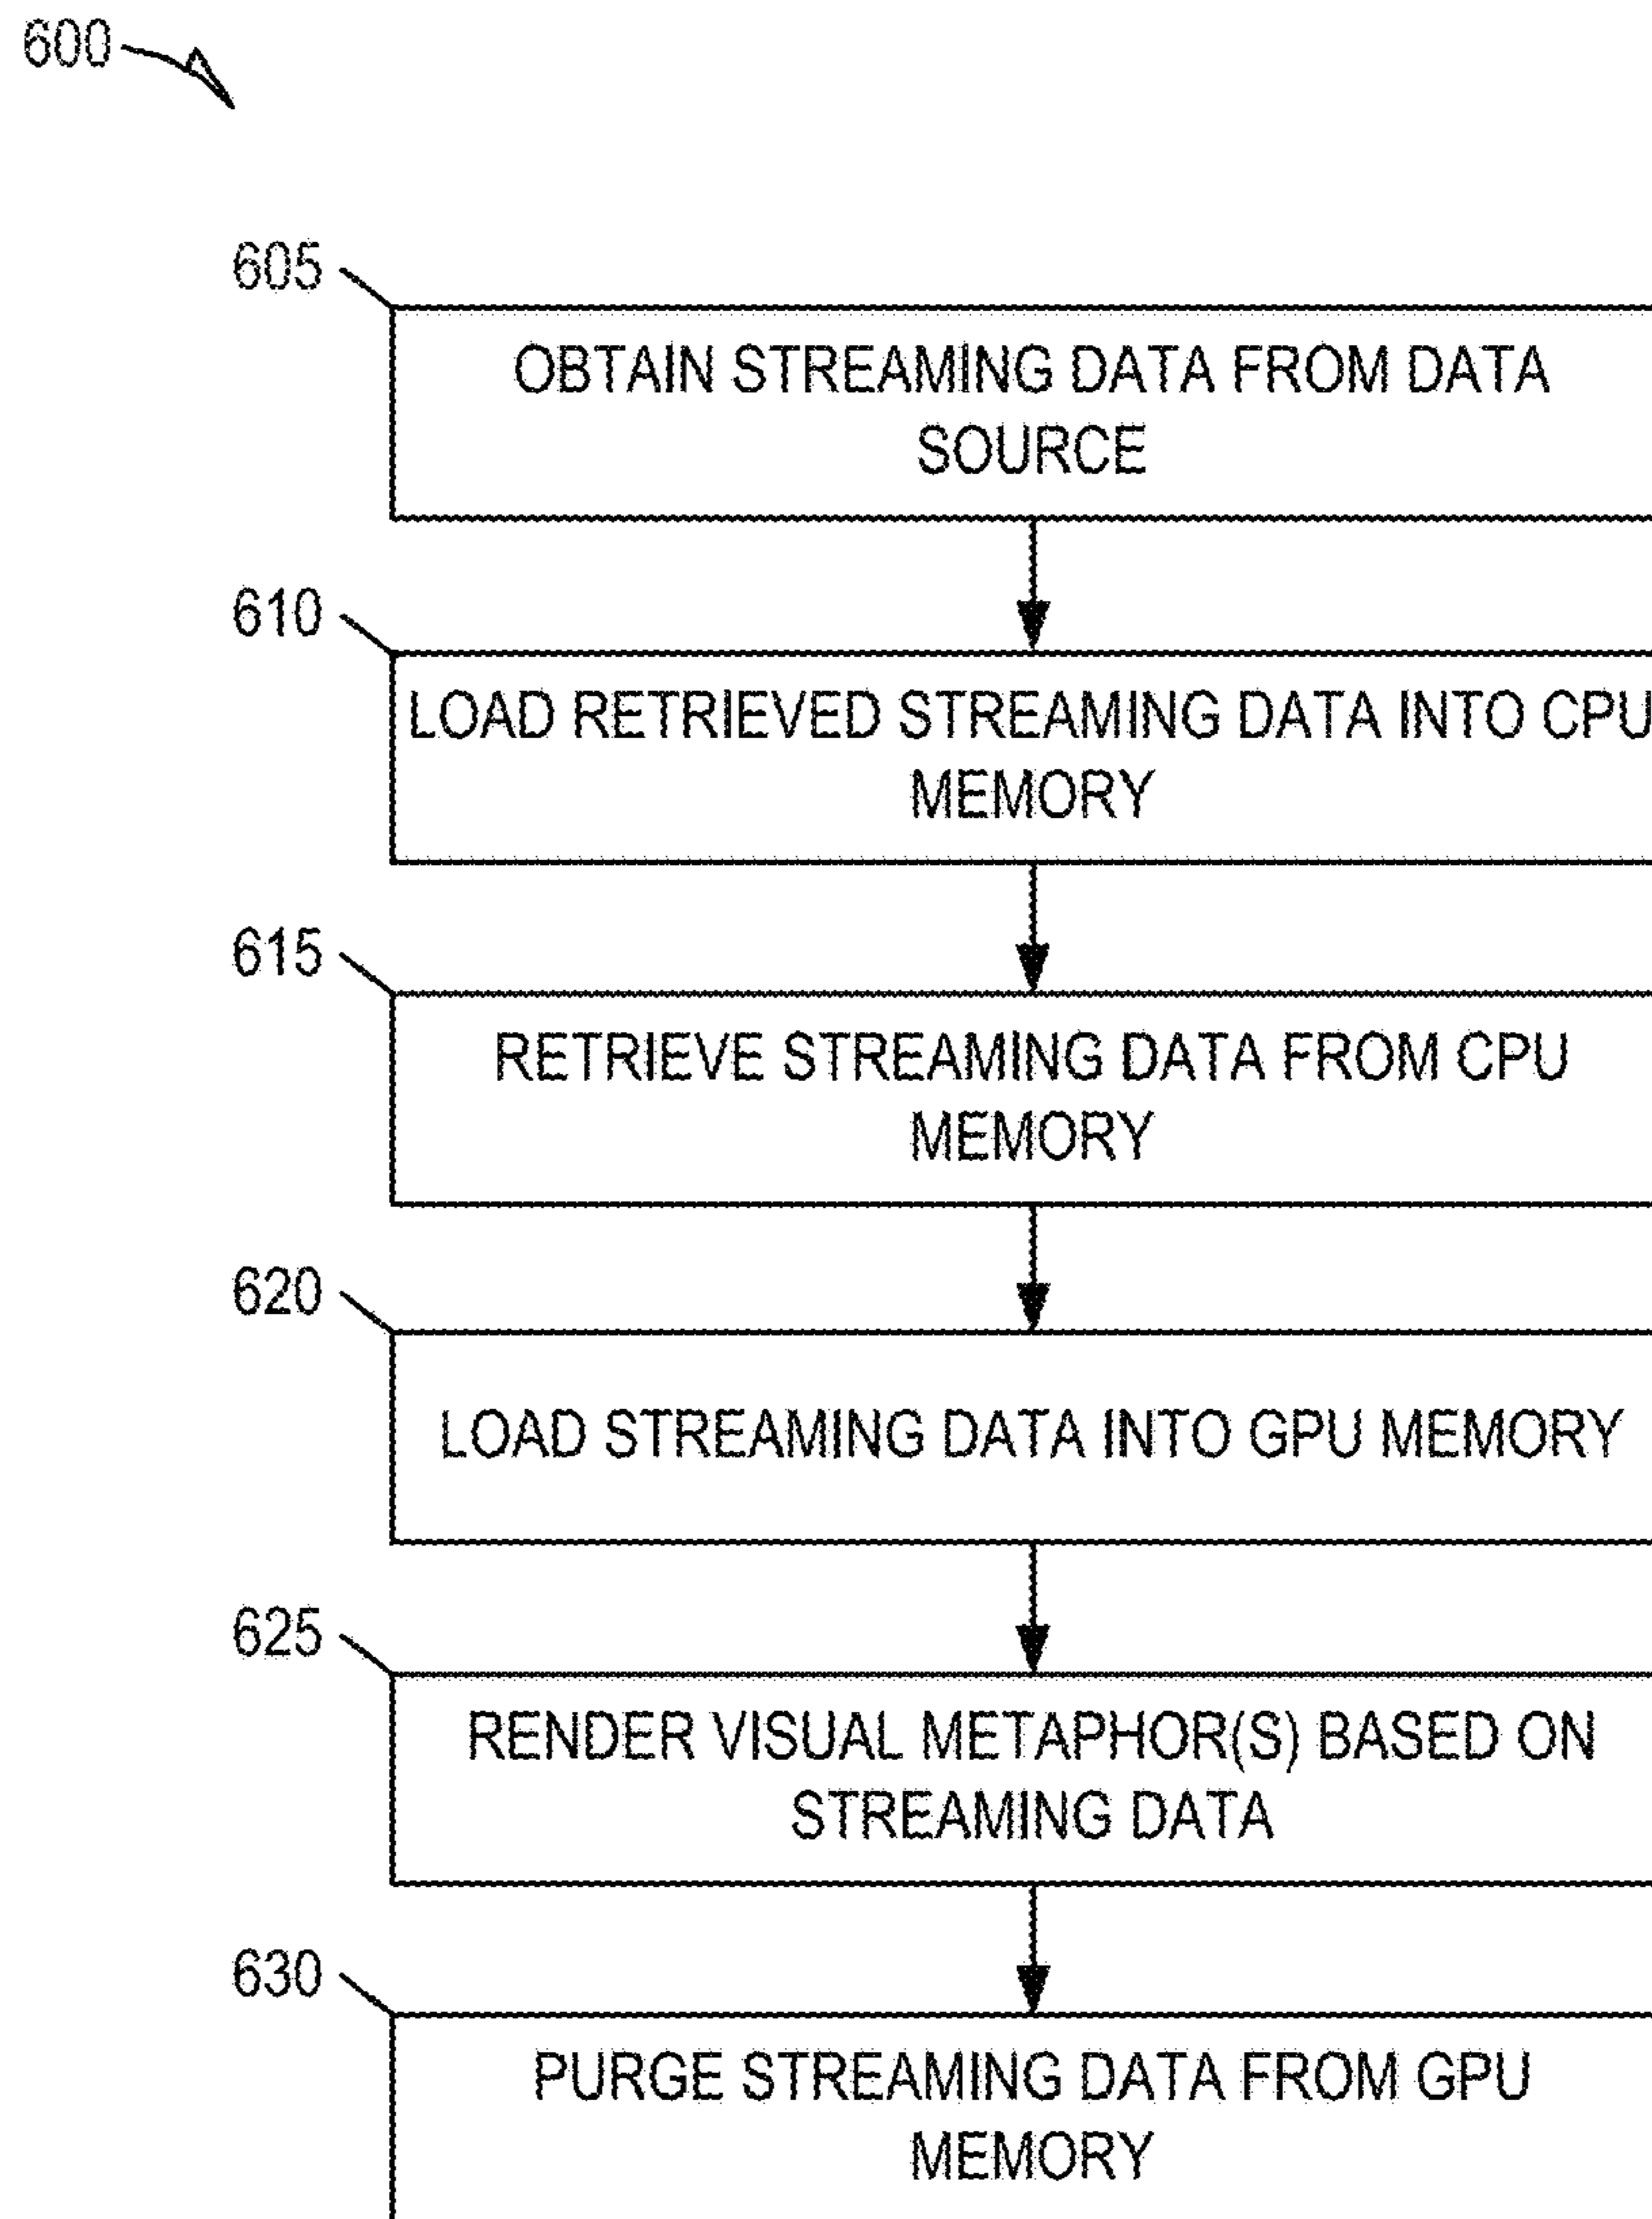 600
605
OBTAIN STREAMING DATA FROM DATA
SOURCE
610
LOAD RETRIEVED STREAMING DATA INTO CPU
MEMORY
615
RETRIEVE STREAMING DATA FROM CPU
MEMORY
620
LOAD STREAMING DATA INTO GPU MEMORY
625
RENDER VISUAL METAPHOR(S) BASED ON
STREAMING DATA
630
PURGE STREAMING DATA FROM GPU
MEMORY